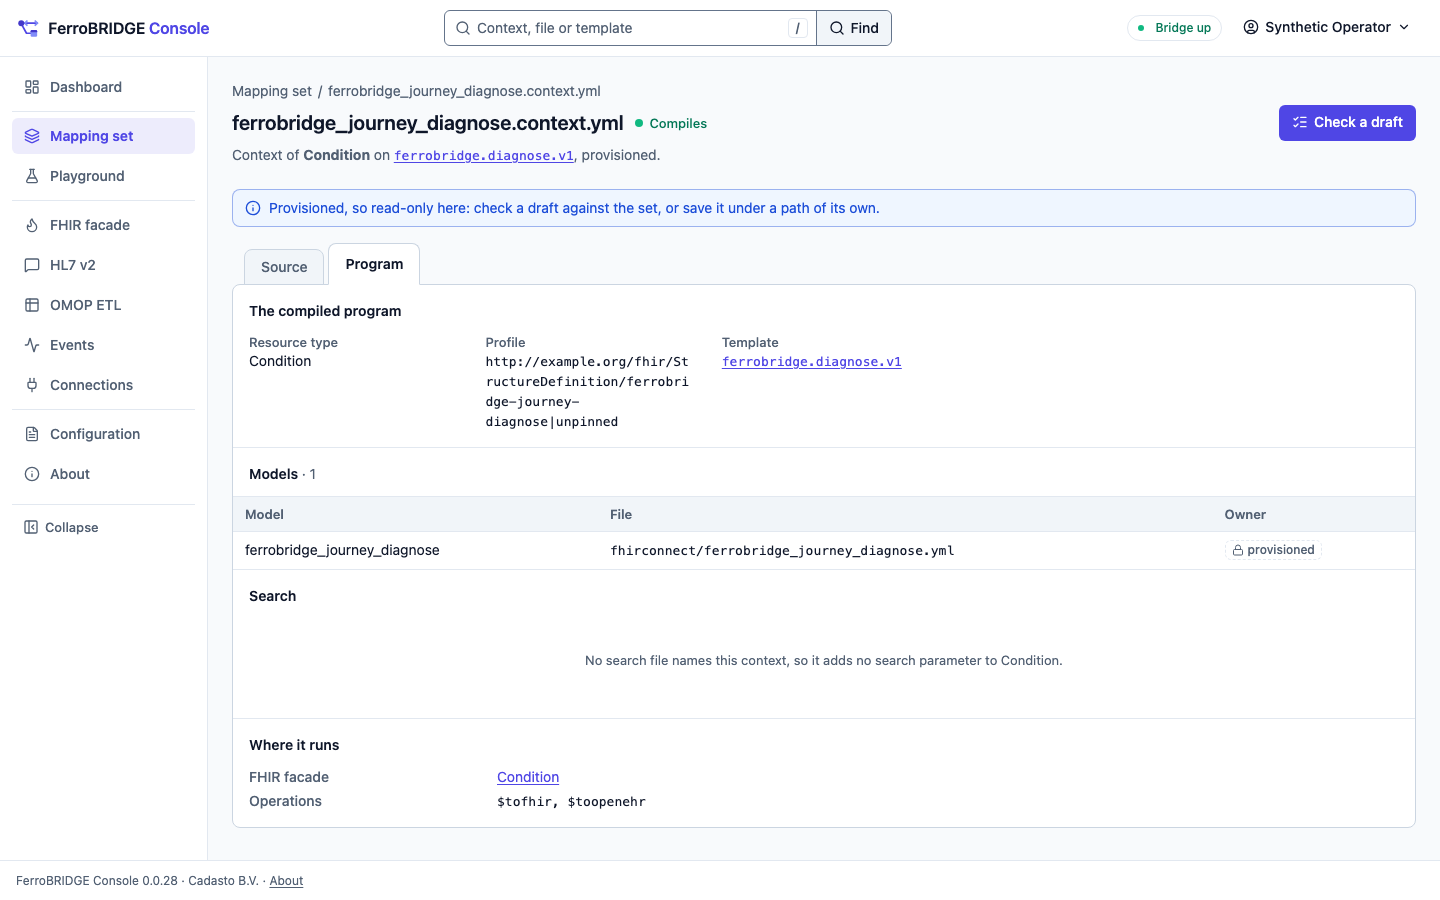 FerroBRIDGE Console
Context, file or template
/
Find
Bridge up
Synthetic Operator
Dashboard
Mapping set
Playground
FHIR facade
HL7 v2
OMOP ETL
Events
Connections
Configuration
About
Collapse
Mapping set / ferrobridge_journey_diagnose.context.yml
ferrobridge_journey_diagnose.context.yml
Compiles
Check a draft
Context of Condition on ferrobridge.diagnose.v1, provisioned.
Provisioned, so read-only here: check a draft against the set, or save it under a path of its own.
Source
Program
The compiled program
Resource type
Condition
Profile
http://example.org/fhir/St
ructureDefinition/ferrobri
dge-journey-
diagnose|unpinned
Template
ferrobridge.diagnose.v1
Models · 1
Model File Owner
ferrobridge_journey_diagnose fhirconnect/ferrobridge_journey_diagnose.yml provisioned
Search
No search file names this context, so it adds no search parameter to Condition.
Where it runs
FHIR facade Condition
Operations $tofhir, $toopenehr
FerroBRIDGE Console 0.0.28 · Cadasto B.V. · About